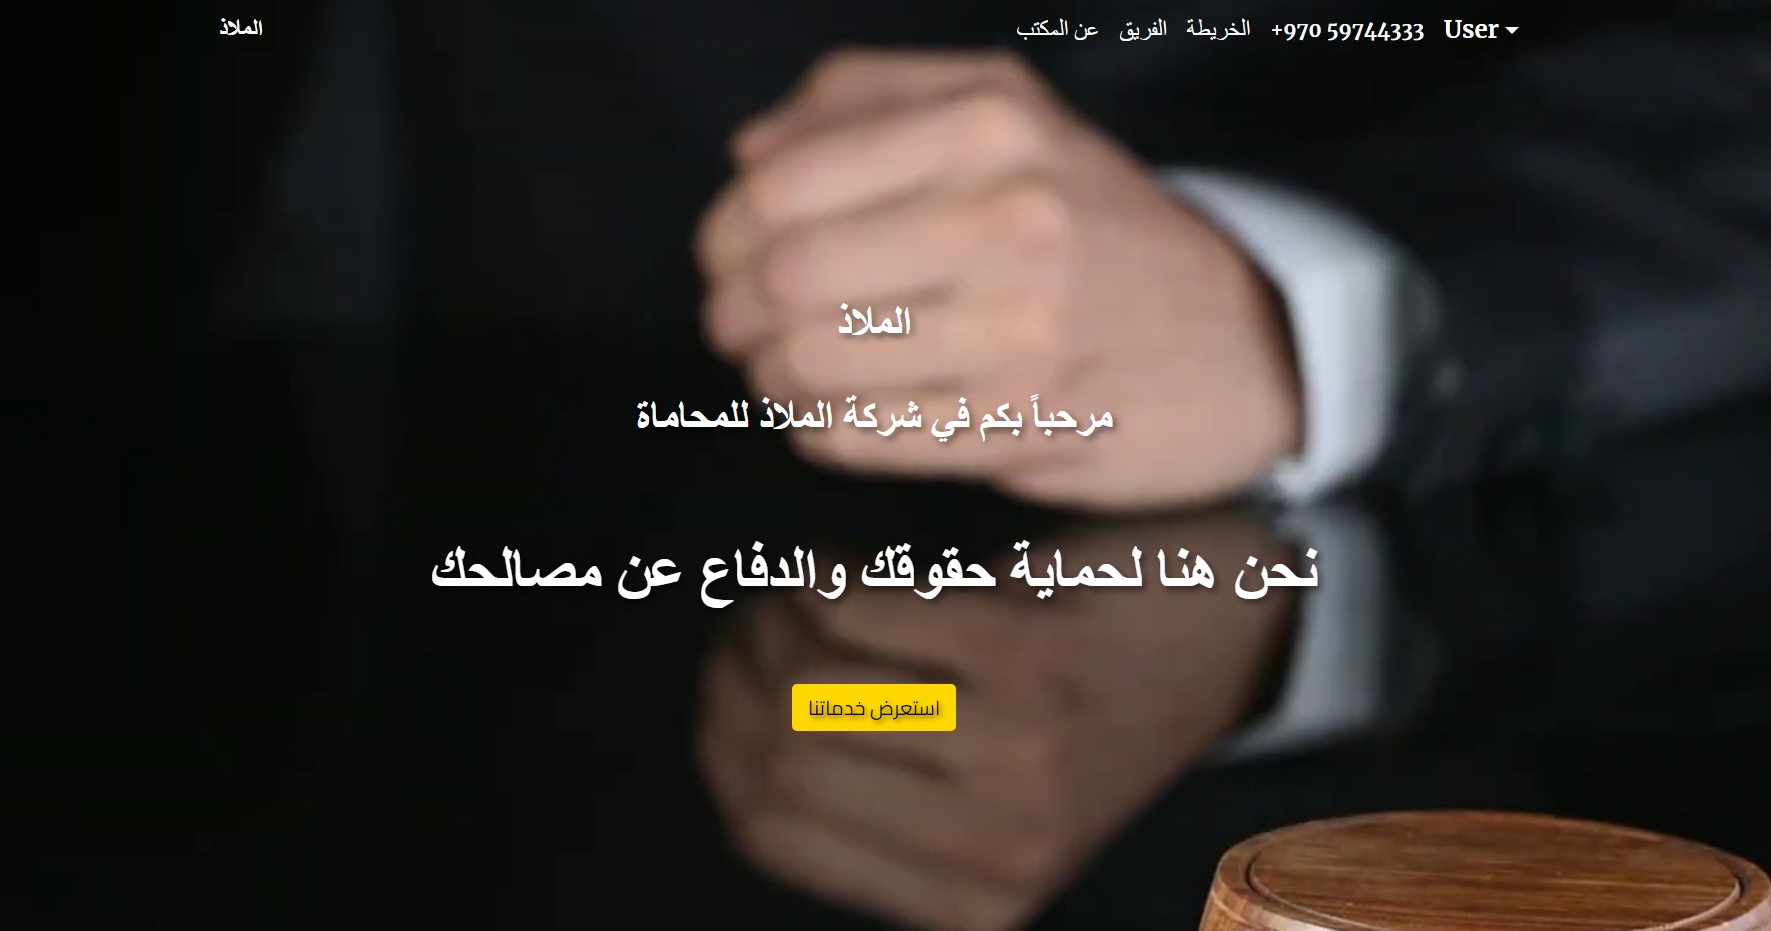 الملاذ
عن المكتب الفريق الخريطة +970 59744333 User
الملاذ
مرحباً بكم في شركة الملاذ للمحاماة
نحن هنا لحماية حقوقك والدفاع عن مصالحك
استعرض خدماتنا